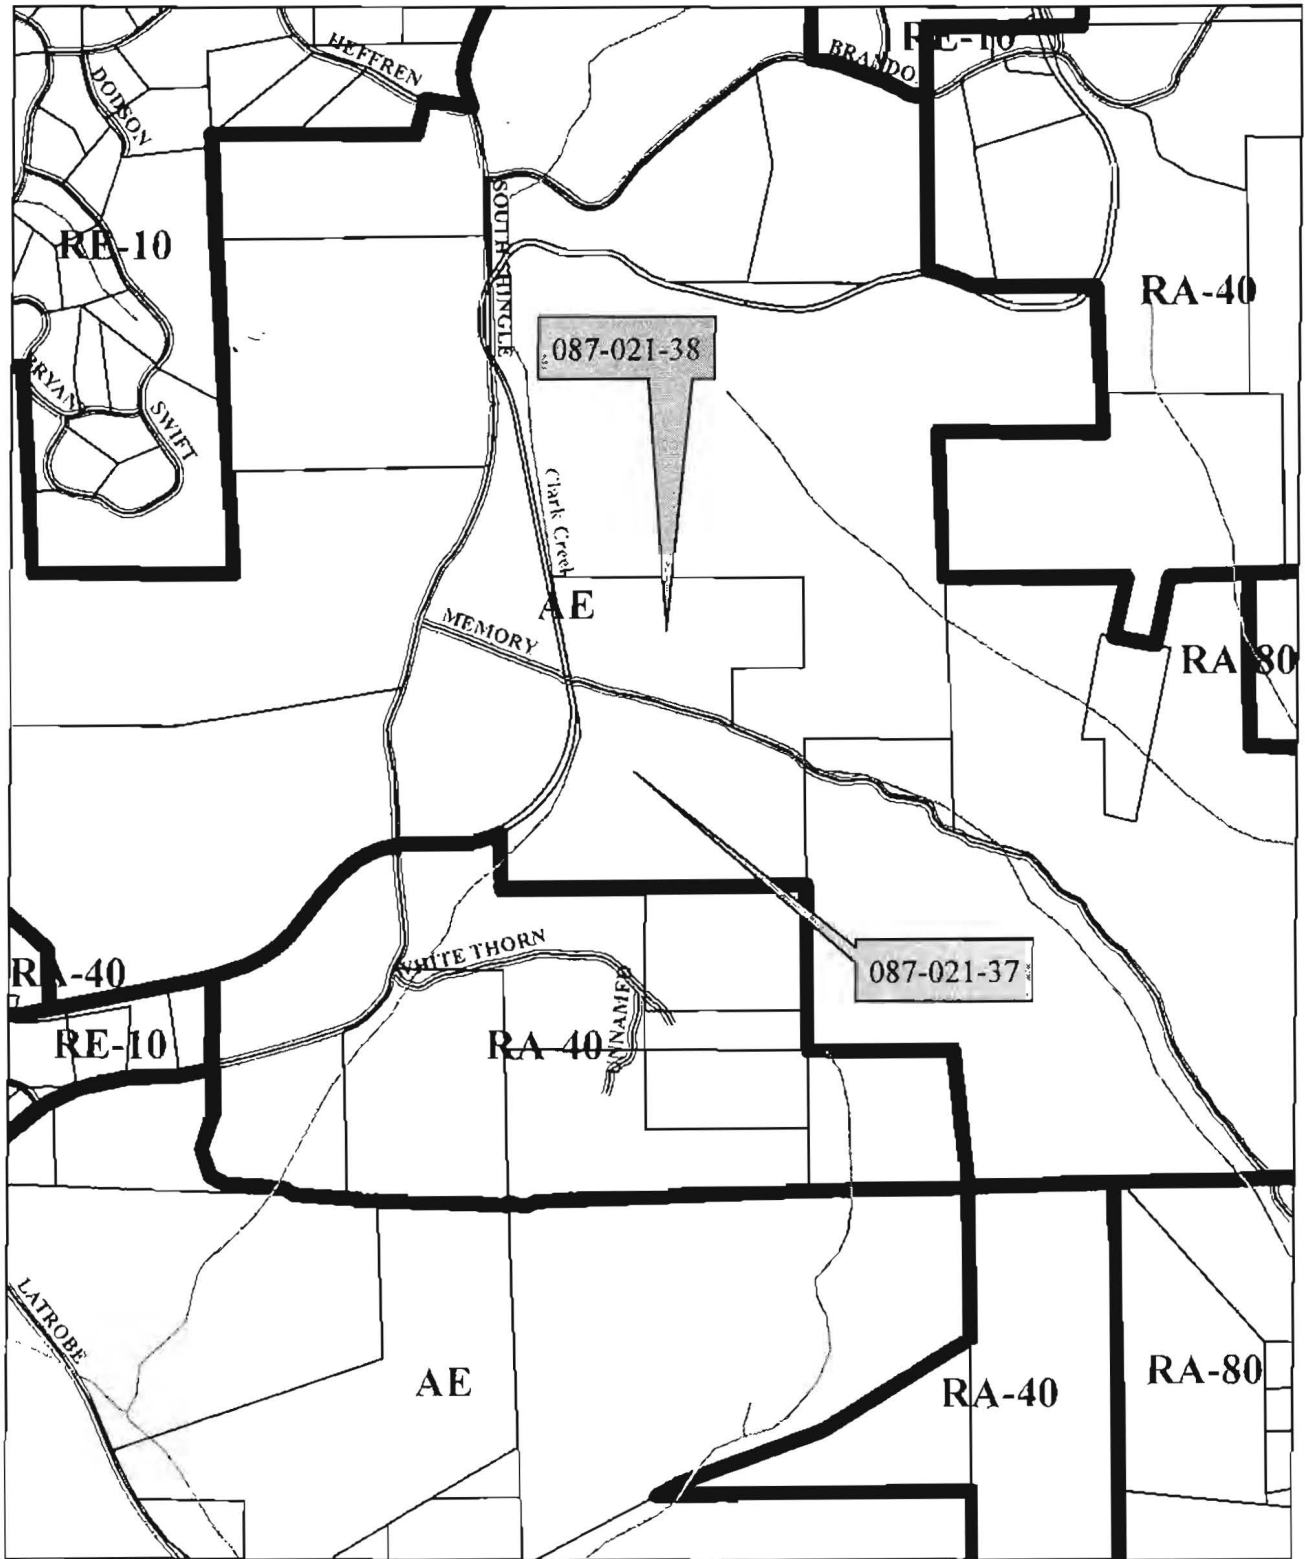 HEFFREN
RE-10
BRANDO
DODSON
SOUTH SHINGLE
RE-10
RA-40
087-021-38
BRYAN
SWIFT
Clark Creek
AE
MEMORY
RA-80
087-021-37
WHITE THORN
RA-40
UNNAMED
RE-10
RA-40
LATROBE
AE
RA-40
RA-80